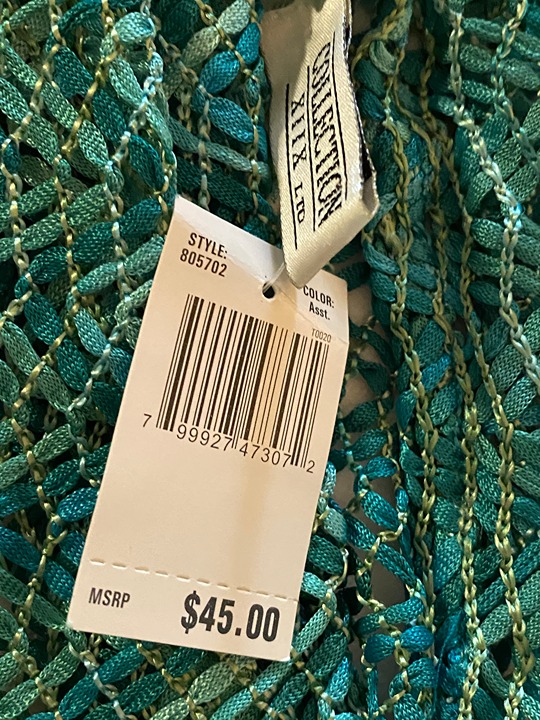 COLLECTION
XIIX LTD.
STYLE:
805702
COLOR:
Asst.
T0020
7 99927 47307 2
MSRP $45.00